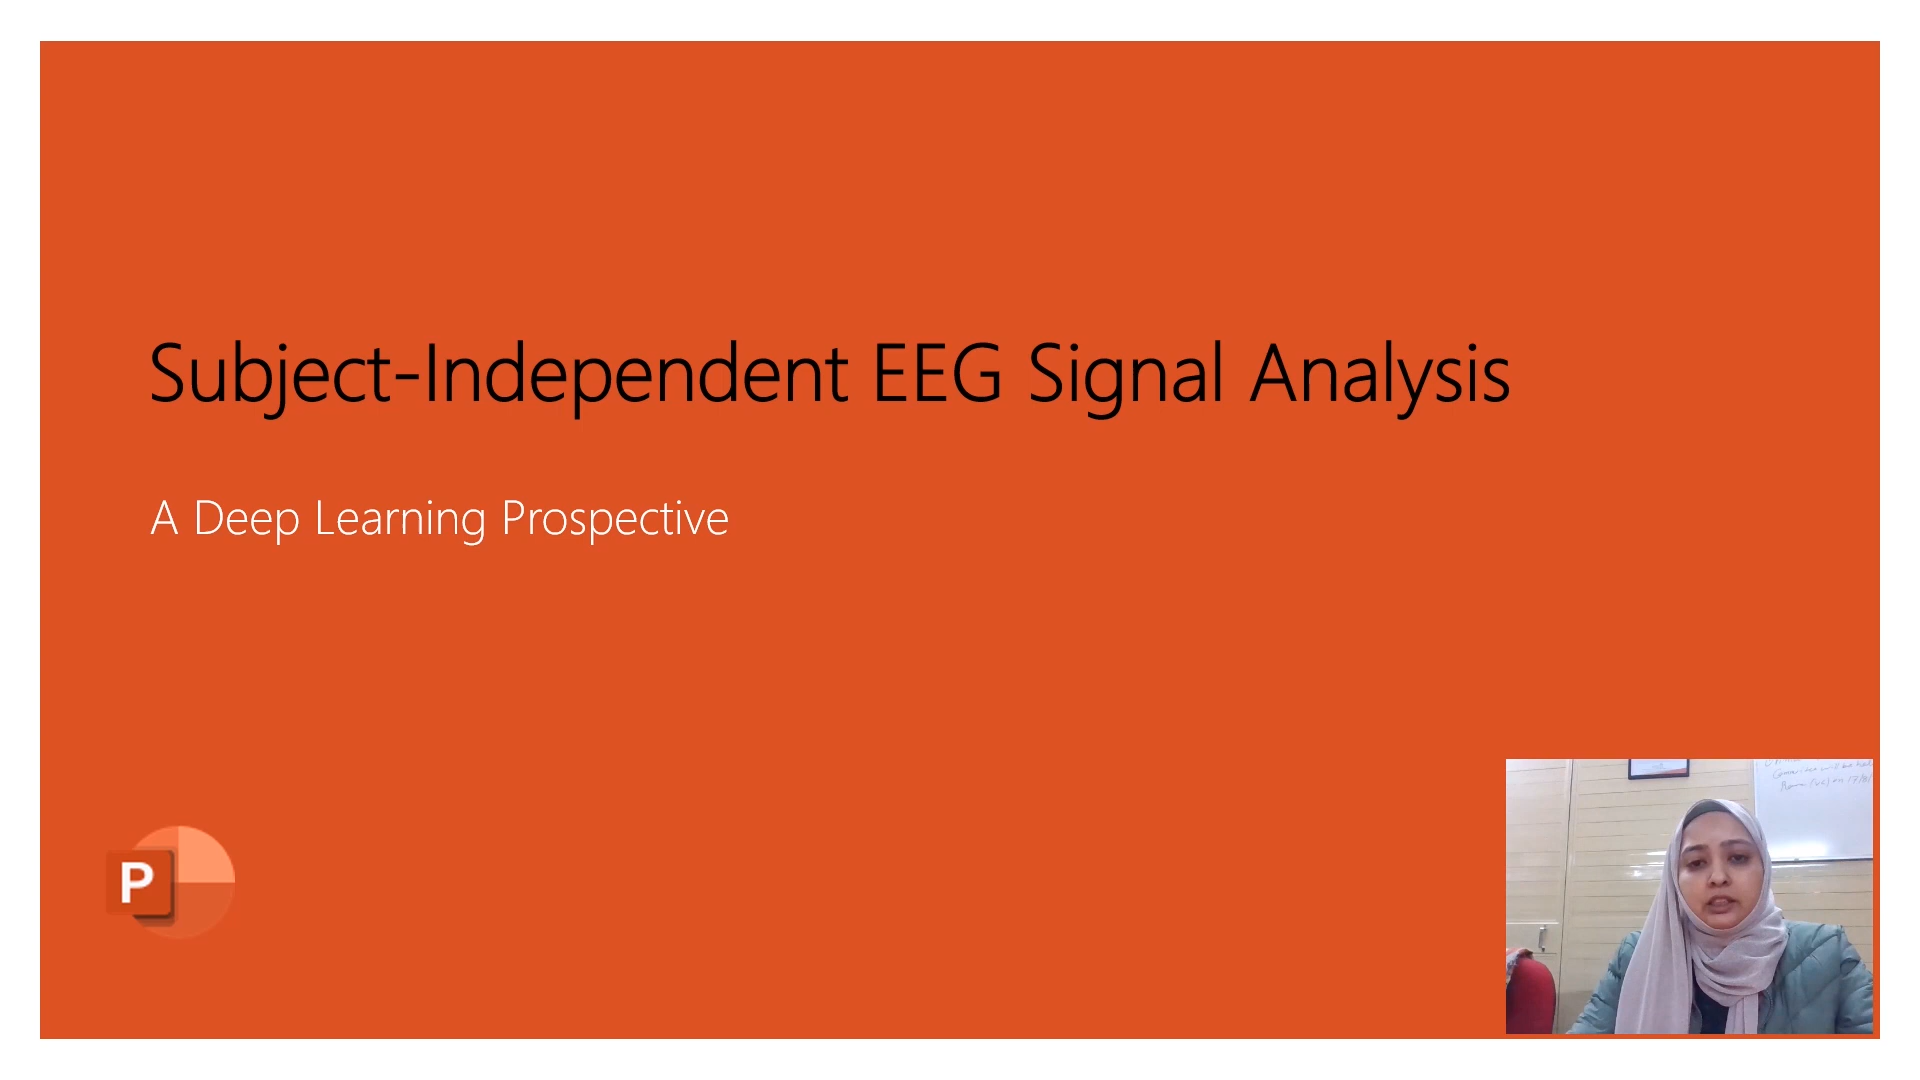 Subject-Independent EEG Signal Analysis
A Deep Learning Prospective
P